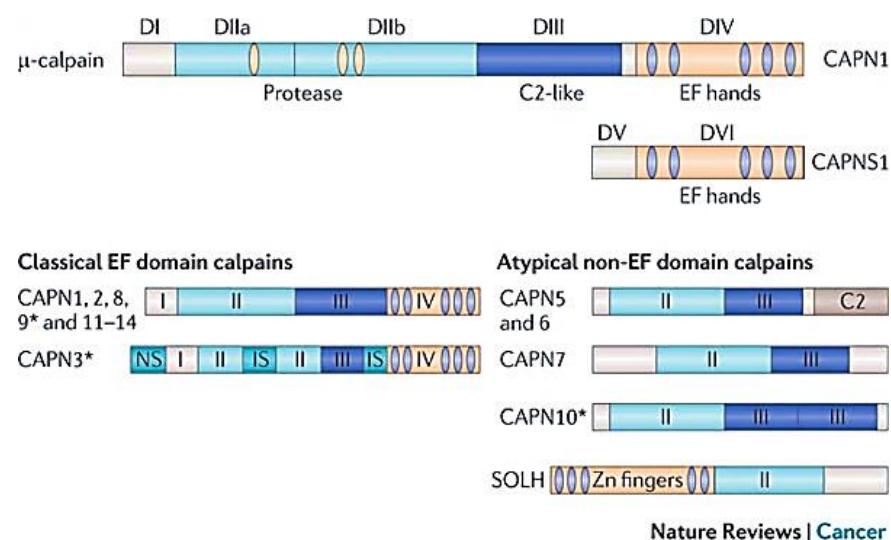 DI DIIa DIIb DIII DIV
μ-calpain CAPN1
Protease C2-like EF hands
DV DVI
CAPNS1
EF hands
Classical EF domain calpains
CAPN1, 2, 8,
9* and 11–14
I II III IV
CAPN3*
NS I II IS II III IS IV
Atypical non-EF domain calpains
CAPN5
and 6
II III C2
CAPN7
II III
CAPN10*
II III III
SOLH
Zn fingers II
Nature Reviews | Cancer